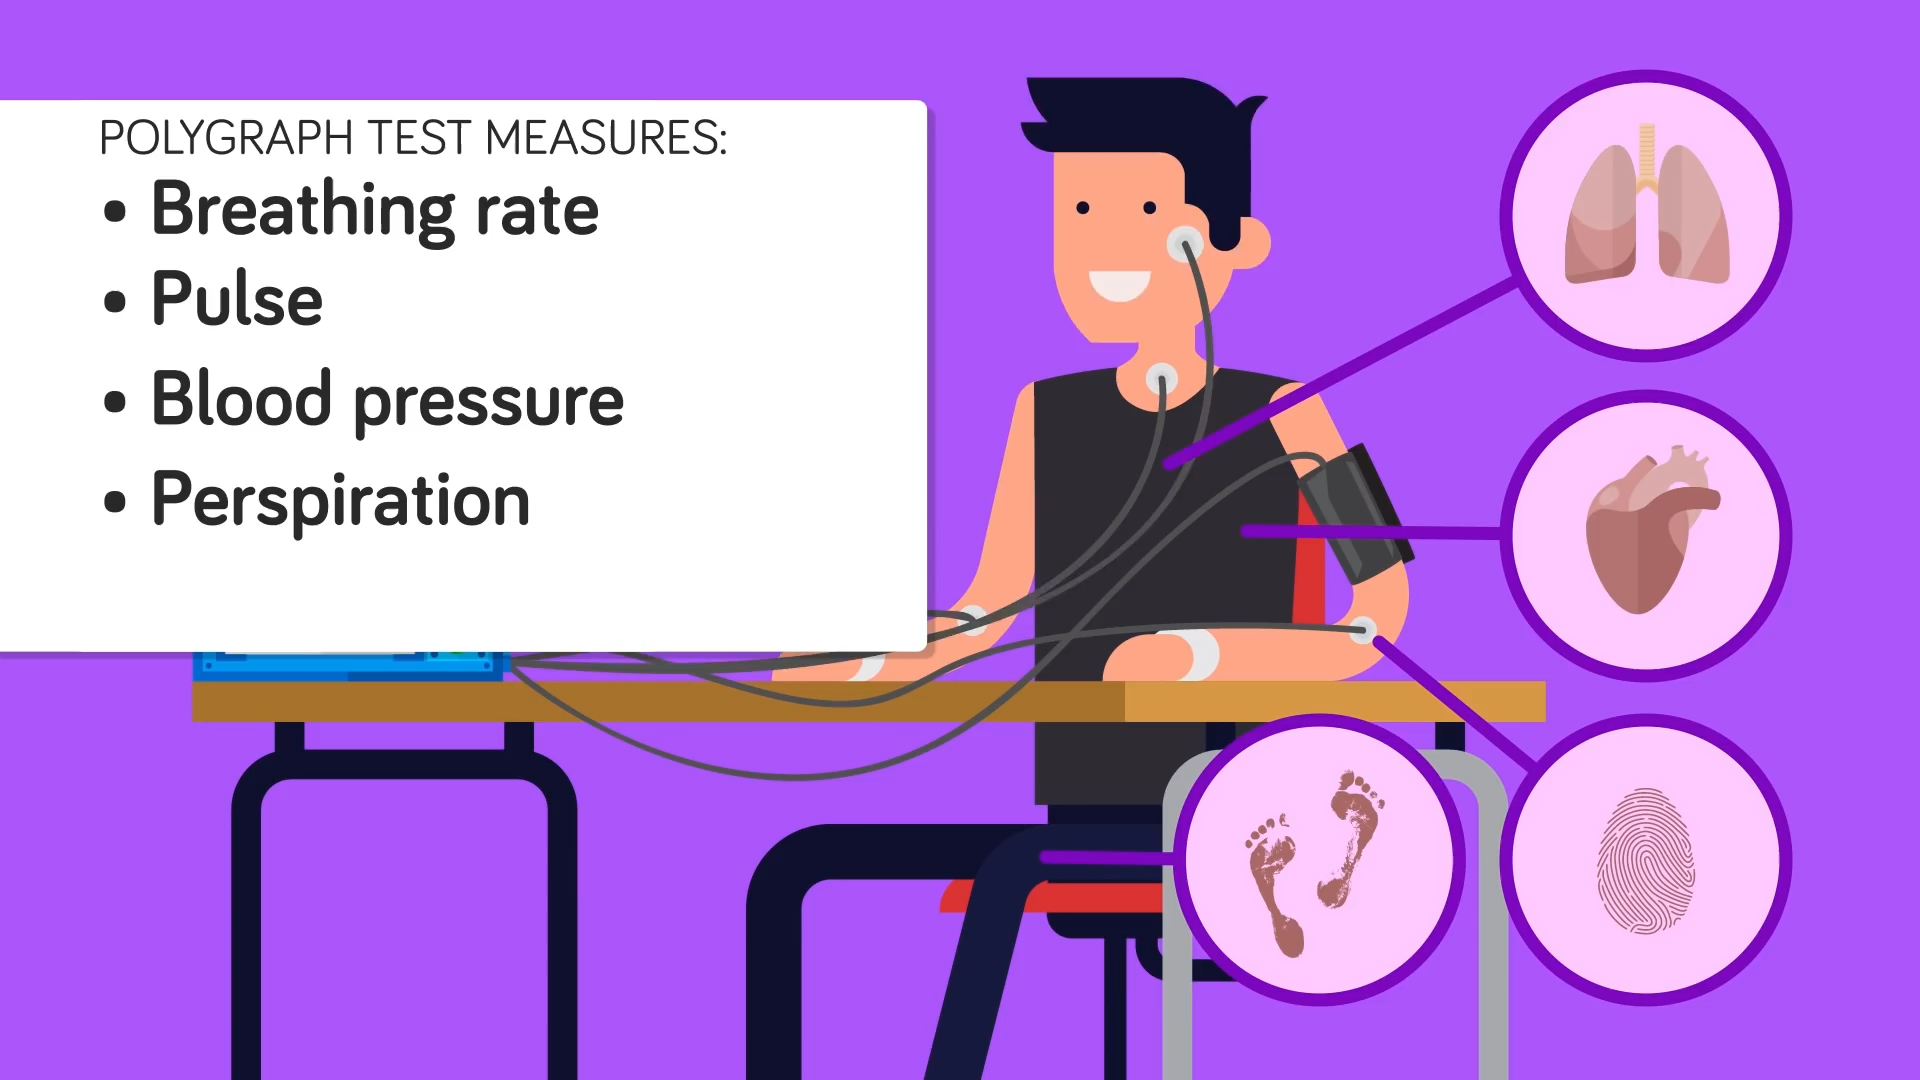 POLYGRAPH TEST MEASURES:
• Breathing rate
• Pulse
• Blood pressure
• Perspiration